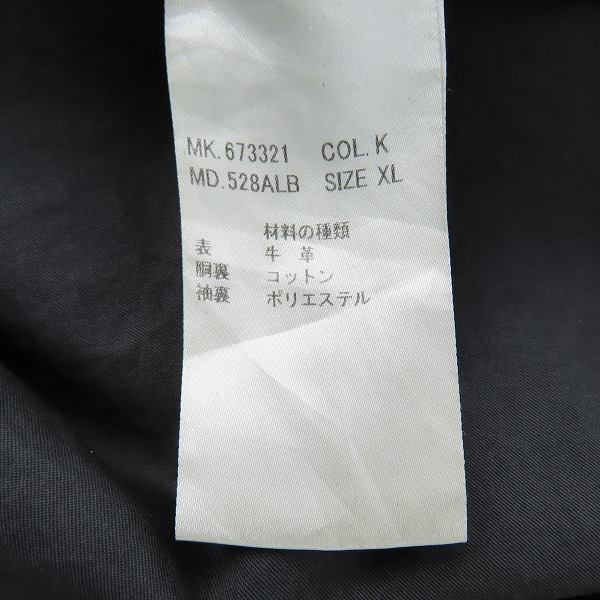 MK.673321 COL.K
MD.528ALB SIZE XL
材料の種類
表 牛 革
胴裏 コットン
袖裏 ポリエステル